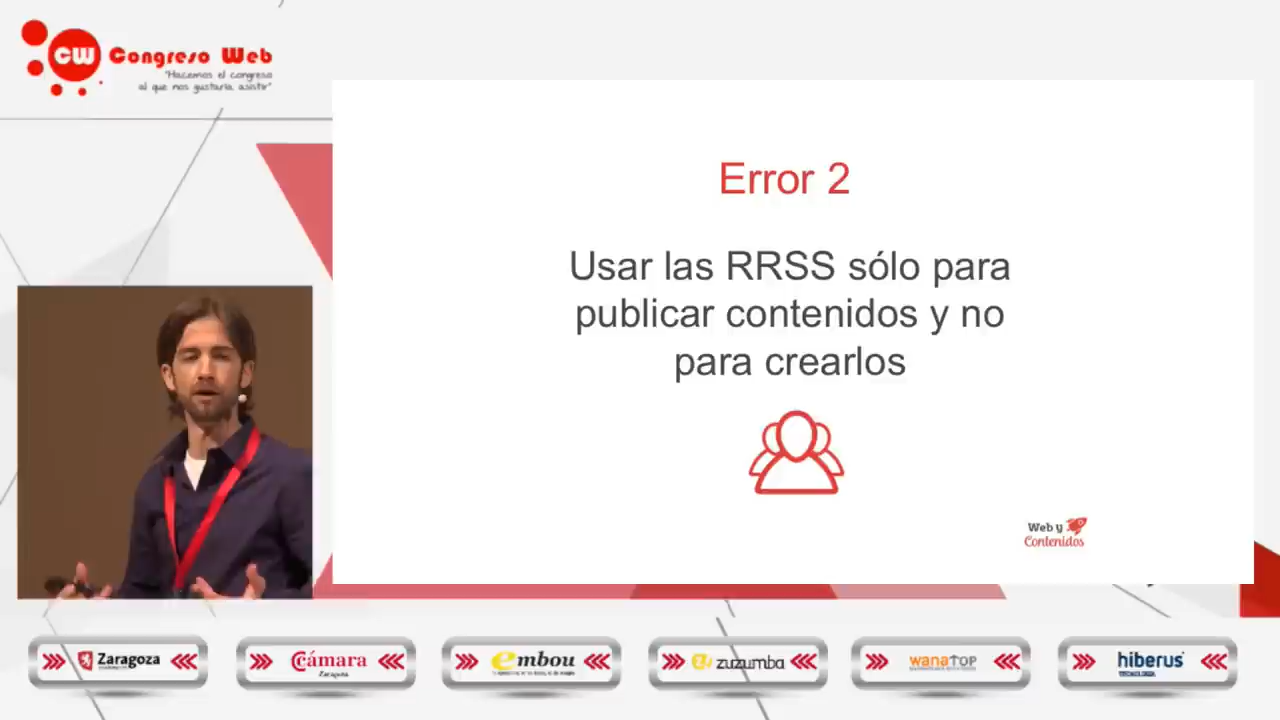 CW Congreso Web
"Hacemos el congreso
al que nos gustaría asistir"
Error 2
Usar las RRSS sólo para
publicar contenidos y no
para crearlos
Web y
Contenidos
Zaragoza
Cámara
Zaragoza
embou
zuzumba
wanatop
hiberus
TECNOLOGÍA